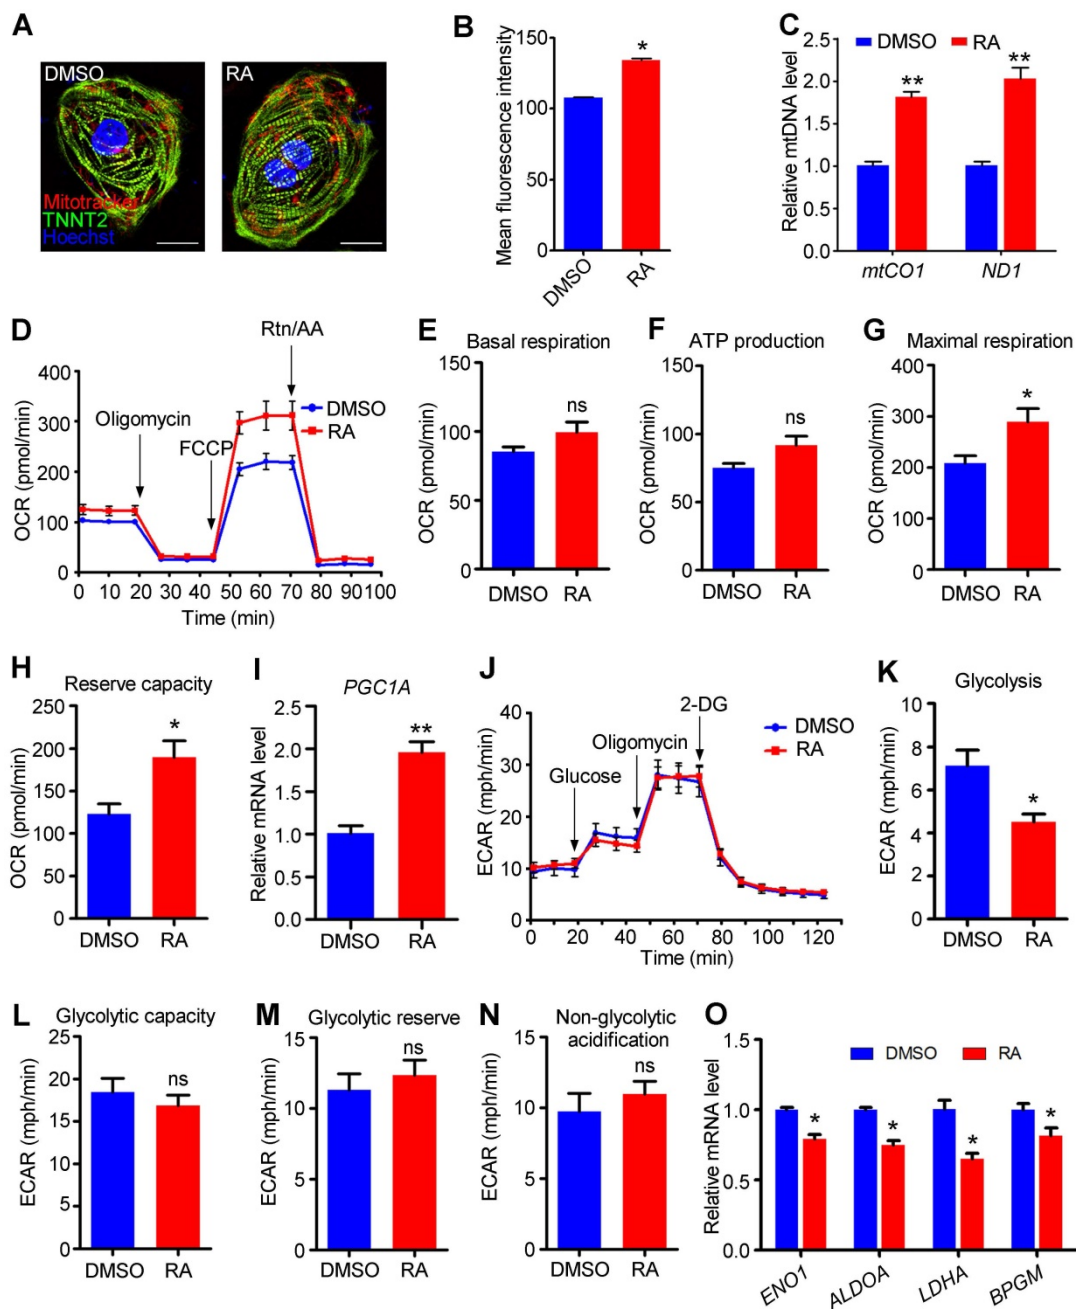 A
DMSO
RA
Mitotracker
TNNT2
Hoechst
B
Mean fluorescence intensity
150
100
50
0
*
DMSO
RA
C
Relative mtDNA level
2.5
2.0
1.5
1.0
0.5
0.0
DMSO
RA
**
**
mtCO1
ND1
D
OCR (pmol/min)
400
300
200
100
0
Oligomycin
FCCP
Rtn/AA
DMSO
RA
0 10 20 30 40 50 60 70 80 90 100
Time (min)
E
Basal respiration
OCR (pmol/min)
150
100
50
0
ns
DMSO
RA
F
ATP production
OCR (pmol/min)
150
100
50
0
ns
DMSO
RA
G
Maximal respiration
OCR (pmol/min)
400
300
200
100
0
*
DMSO
RA
H
Reserve capacity
OCR (pmol/min)
250
200
150
100
50
0
*
DMSO
RA
I
PGC1A
Relative mRNA level
2.5
2.0
1.5
1.0
0.5
0.0
**
DMSO
RA
J
ECAR (mph/min)
40
30
20
10
0
Glucose
Oligomycin
2-DG
DMSO
RA
0 20 40 60 80 100 120
Time (min)
K
Glycolysis
ECAR (mph/min)
8
6
4
2
0
*
DMSO
RA
L
Glycolytic capacity
ECAR (mph/min)
25
20
15
10
5
0
ns
DMSO
RA
M
Glycolytic reserve
ECAR (mph/min)
15
10
5
0
ns
DMSO
RA
N
Non-glycolytic
acidification
ECAR (mph/min)
15
10
5
0
ns
DMSO
RA
O
Relative mRNA level
1.5
1.0
0.5
0.0
DMSO
RA
*
*
*
*
ENO1
ALDOA
LDHA
BPGM